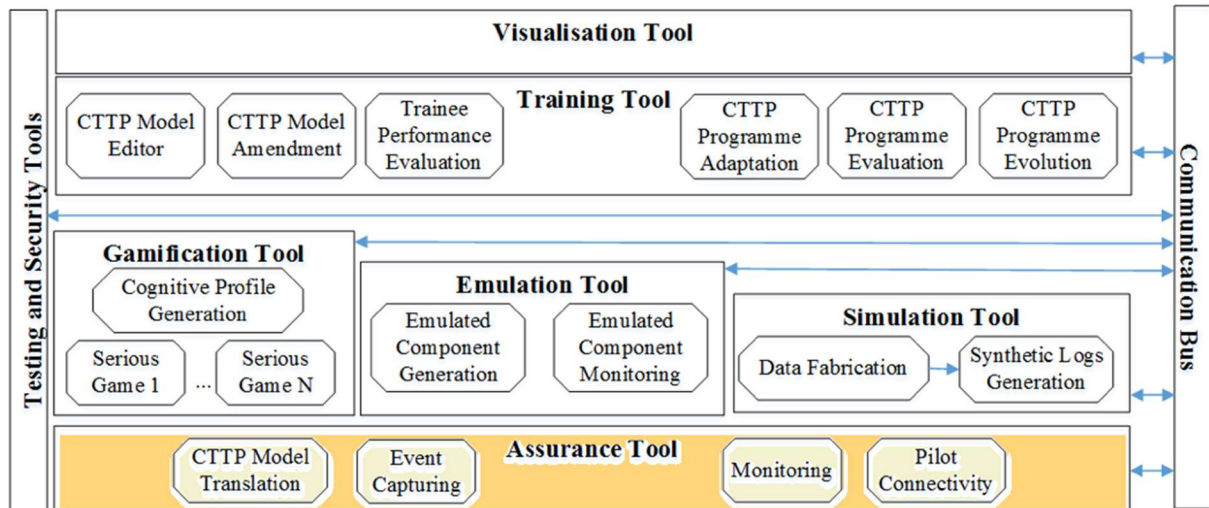 Testing and Security Tools
Visualisation Tool
Training Tool
CTTP Model
Editor
CTTP Model
Amendment
Trainee
Performance
Evaluation
CTTP
Programme
Adaptation
CTTP
Programme
Evaluation
CTTP
Programme
Evolution
Gamification Tool
Cognitive Profile
Generation
Serious
Game 1
...
Serious
Game N
Emulation Tool
Emulated
Component
Generation
Emulated
Component
Monitoring
Simulation Tool
Data Fabrication
Synthetic Logs
Generation
Assurance Tool
CTTP Model
Translation
Event
Capturing
Monitoring
Pilot
Connectivity
Communication Bus